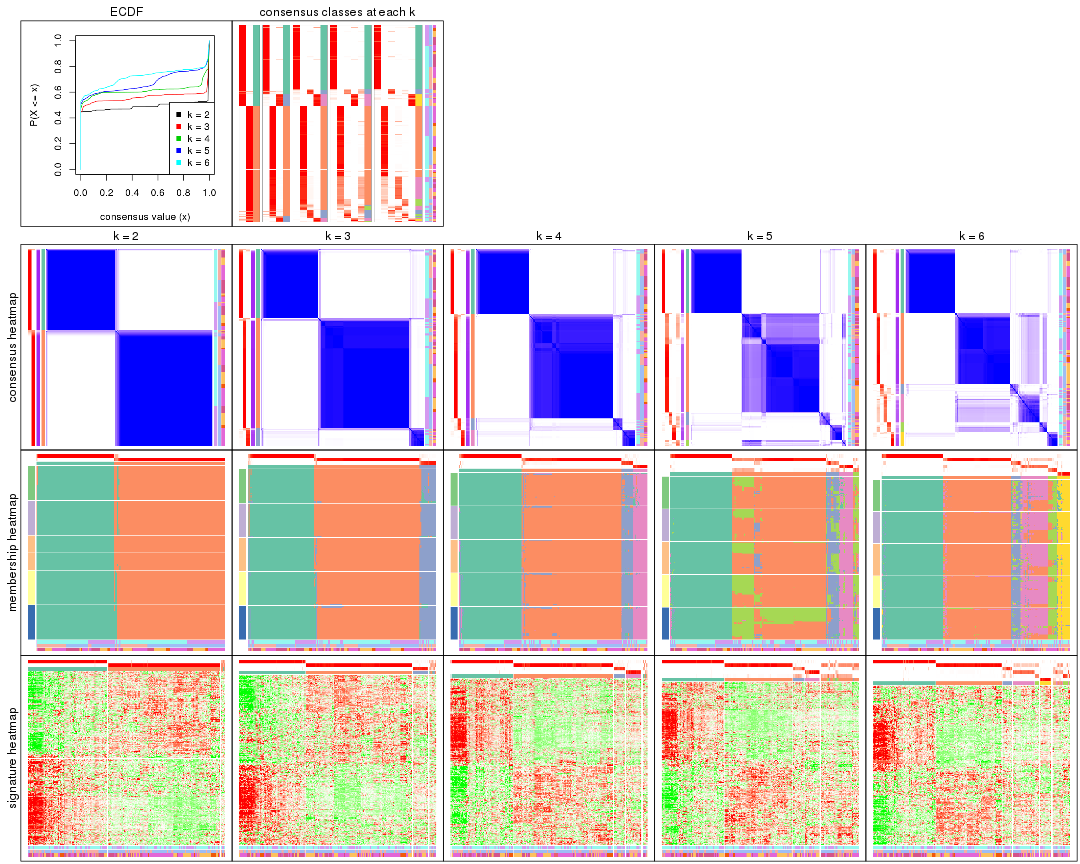 ECDF
consensus classes at each k
P(X <= x)
0.0 0.2 0.4 0.6 0.8 1.0
k = 2
k = 3
k = 4
k = 5
k = 6
0.0 0.2 0.4 0.6 0.8 1.0
consensus value (x)
k = 2
k = 3
k = 4
k = 5
k = 6
consensus heatmap
membership heatmap
signature heatmap